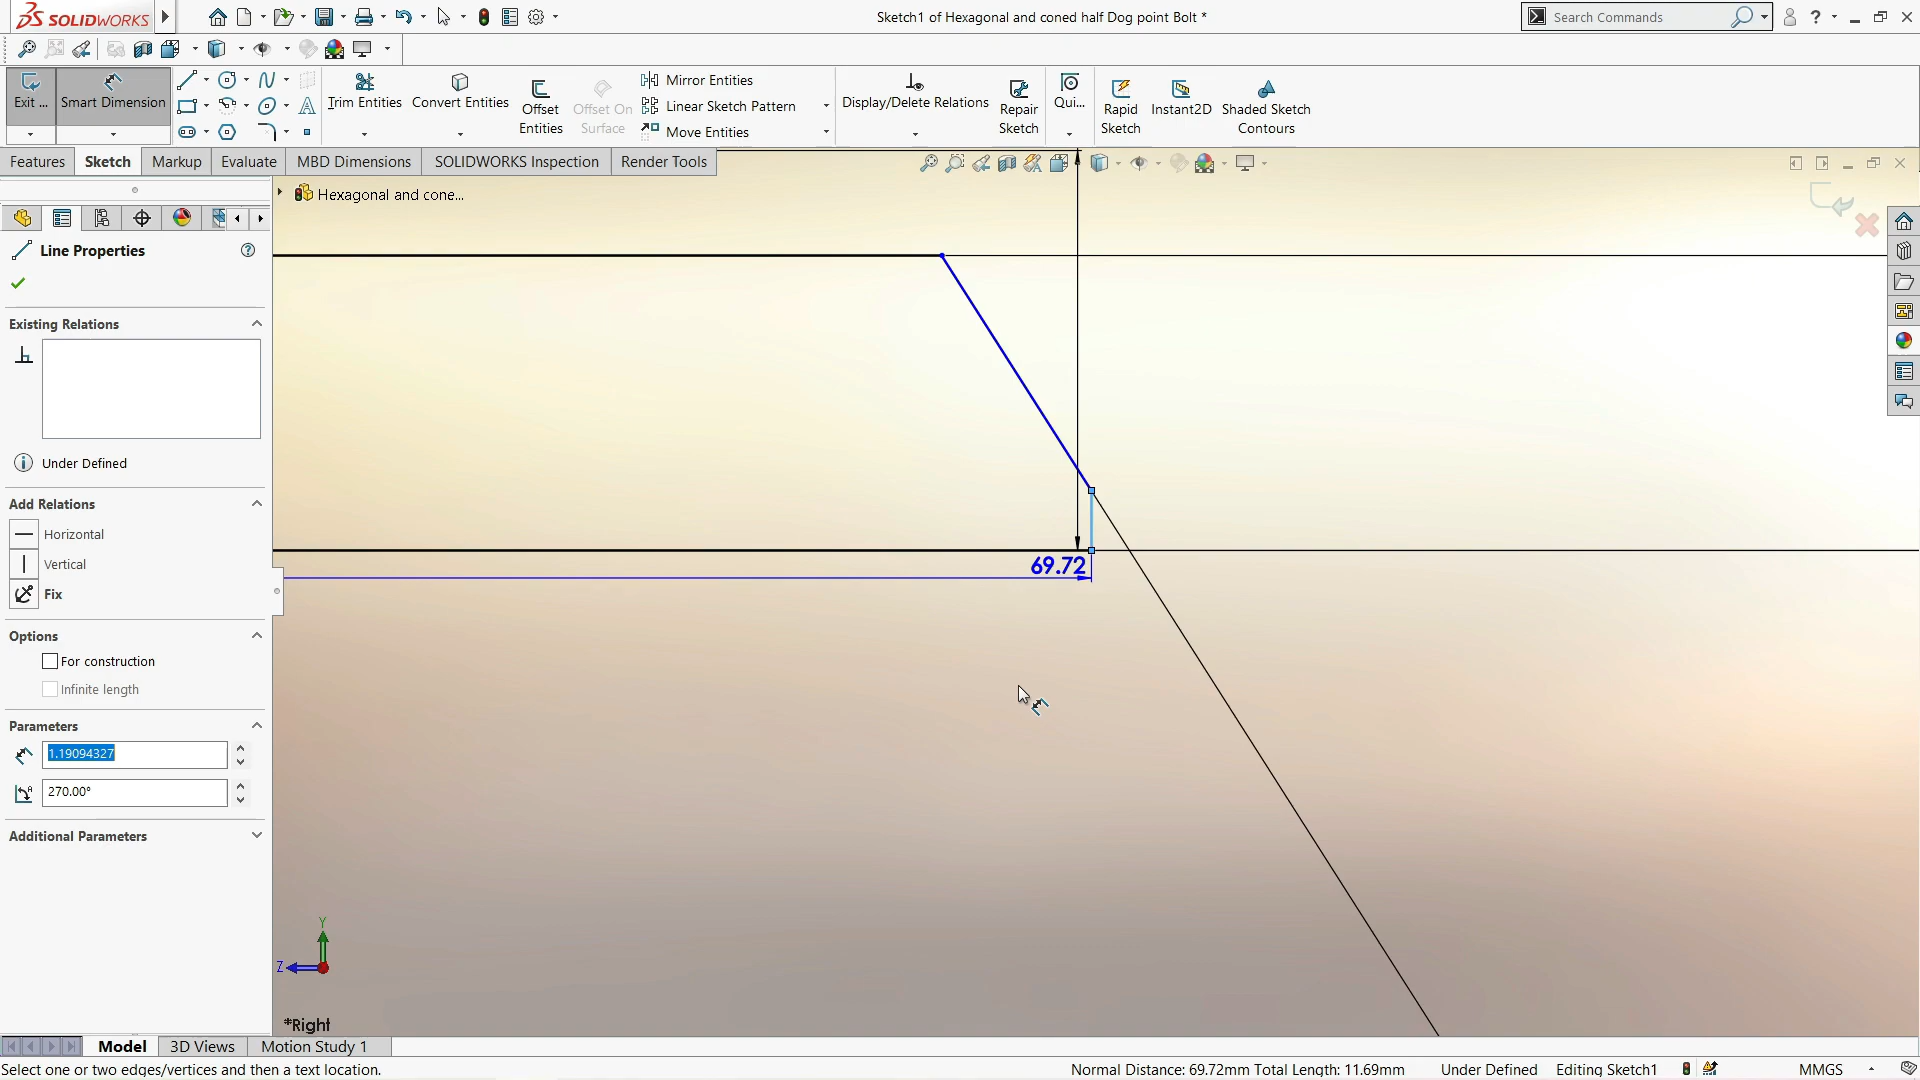 SOLIDWORKS
Sketch1 of Hexagonal and coned half Dog point Bolt *
Search Commands
Exit ...
Smart Dimension
Trim Entities
Convert Entities
Offset Entities
Offset On Surface
Mirror Entities
Linear Sketch Pattern
Move Entities
Display/Delete Relations
Repair Sketch
Qui...
Rapid Sketch
Instant2D
Shaded Sketch Contours
Features
Sketch
Markup
Evaluate
MBD Dimensions
SOLIDWORKS Inspection
Render Tools
Hexagonal and cone...
Line Properties
Existing Relations
Under Defined
Add Relations
Horizontal
Vertical
Fix
Options
For construction
Infinite length
Parameters
1.19094327
270.00°
Additional Parameters
69.72
Y
Z
*Right
Model
3D Views
Motion Study 1
Select one or two edges/vertices and then a text location.
Normal Distance: 69.72mm Total Length: 11.69mm
Under Defined
Editing Sketch1
MMGS